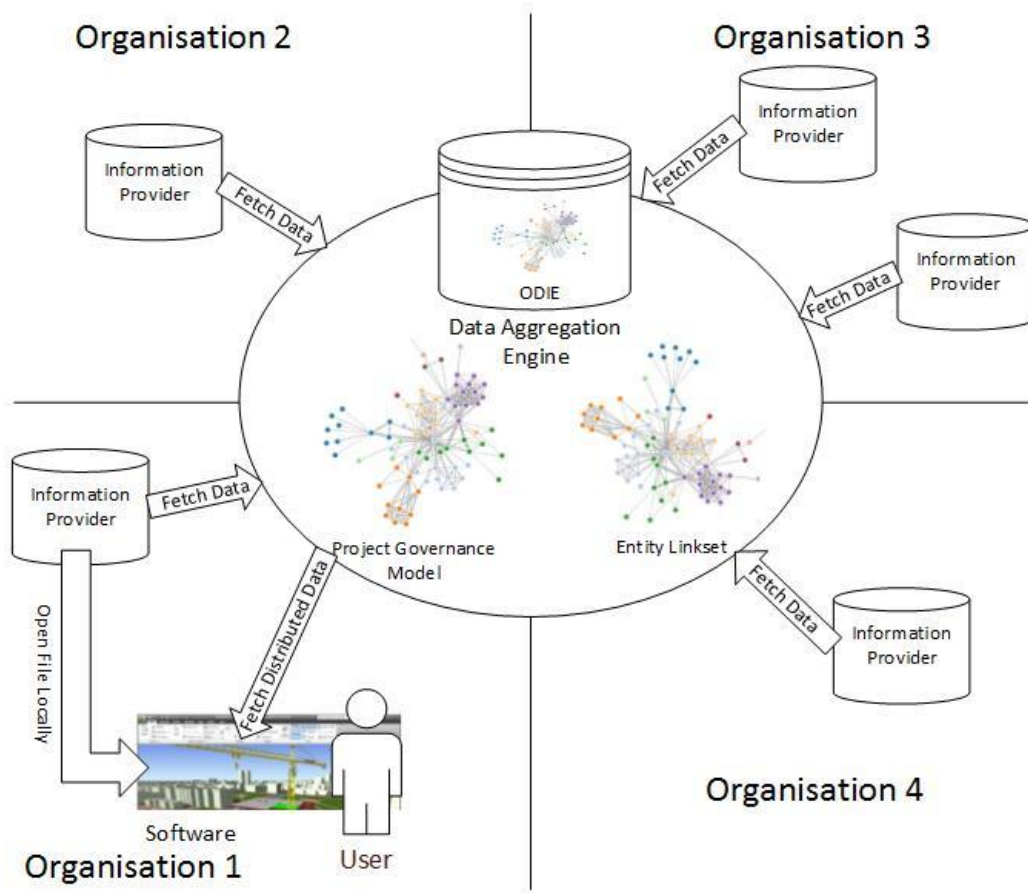 Organisation 2
Organisation 3
Information
Provider
Fetch Data
Information
Provider
Fetch Data
Information
Provider
Fetch Data
ODIE
Data Aggregation
Engine
Information
Provider
Fetch Data
Project Governance
Model
Entity Linkset
Fetch Distributed Data
Open File Locally
Information
Provider
Fetch Data
Software
User
Organisation 1
Organisation 4